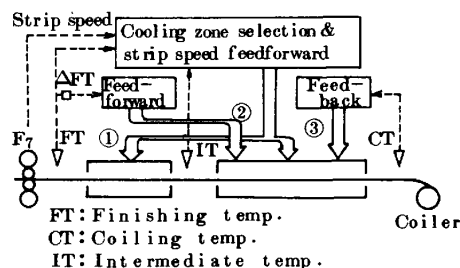 Strip speed
Cooling zone selection &
strip speed feedforward
ΔFT
Feed-
forward
Feed-
back
②
①
③
F7
FT
IT
CT
FT: Finishing temp.
CT: Coiling temp.
IT: Intermediate temp.
Coiler